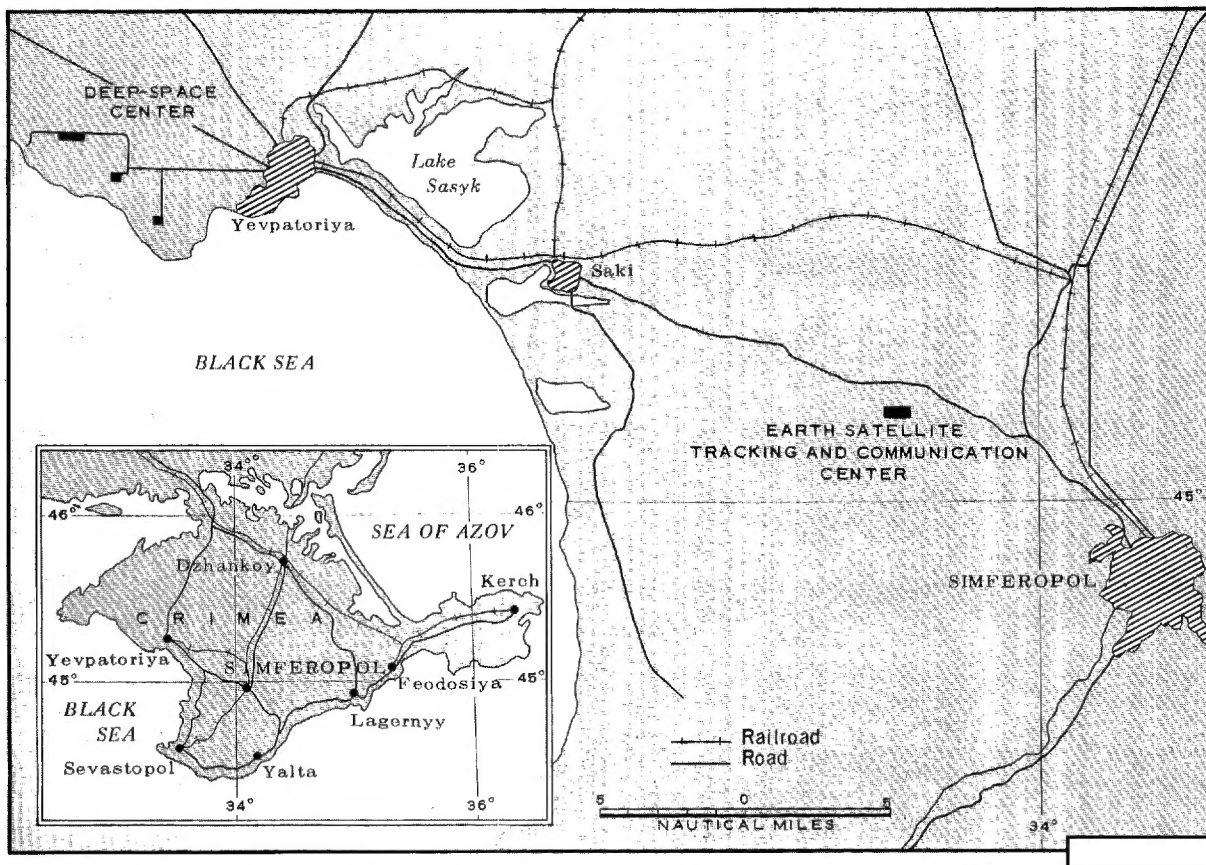 DEEP-SPACE
CENTER
Lake
Sasyk
Yevpatoriya
Saki
BLACK SEA
EARTH SATELLITE
TRACKING AND COMMUNICATION
CENTER
45°
SIMFEROPOL
34°
36°
46°
46°
SEA OF AZOV
Dzhankoy
Kerch
CRIMEA
Yevpatoriya
SIMFEROPOL
45°
45°
Feodosiya
BLACK
SEA
Lagernyy
Sevastopol
Yalta
34°
36°
Railroad
Road
5 0 5
NAUTICAL MILES
34°